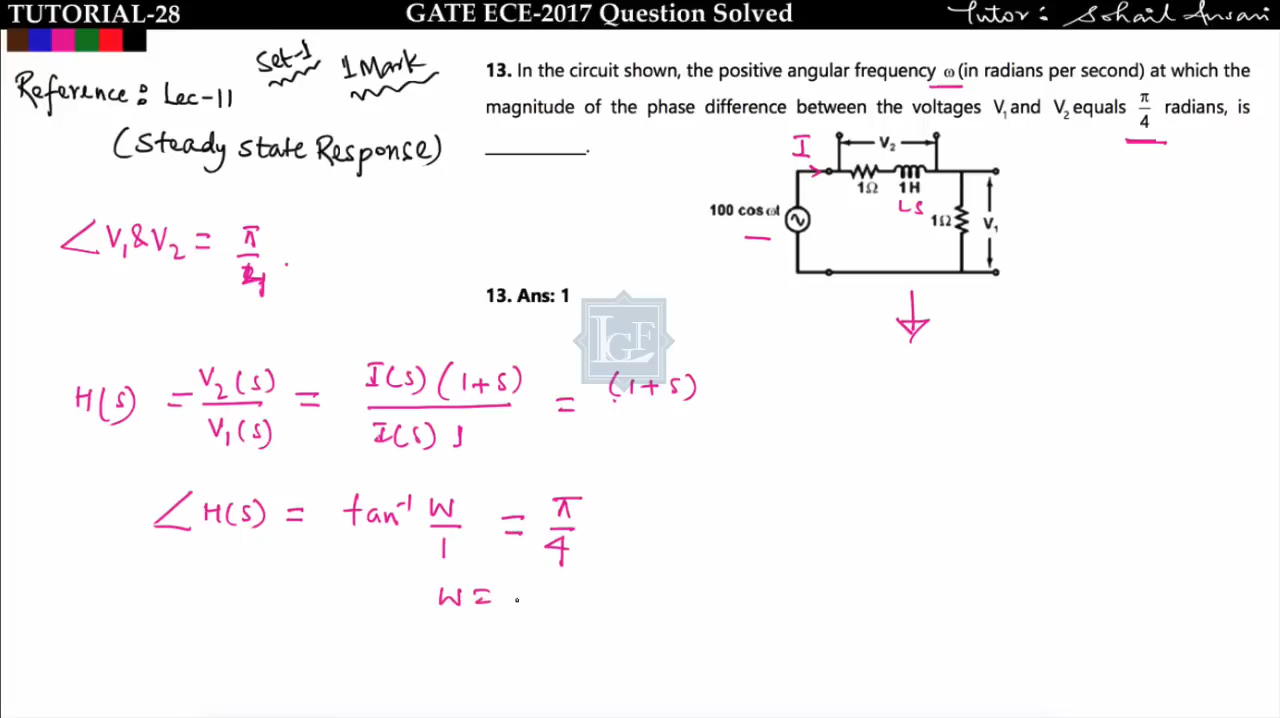 TUTORIAL-28
GATE ECE-2017 Question Solved
Tutor: Sohail Ansari
Reference: Lec-11
(Steady state Response)
Set-1
1 Mark
13. In the circuit shown, the positive angular frequency ω (in radians per second) at which the
magnitude of the phase difference between the voltages V₁ and V₂ equals π/4 radians, is
________.
I
V₂
1Ω 1H
LS
100 cos ωt
1Ω
V₁
∠V₁ & V₂ = π/4.
13. Ans: 1
LGF
H(s) = V₂(s)/V₁(s) = I(s)(1+s)/I(s) 1 = (1+s)
∠H(s) = tan⁻¹ W/1 = π/4
W =